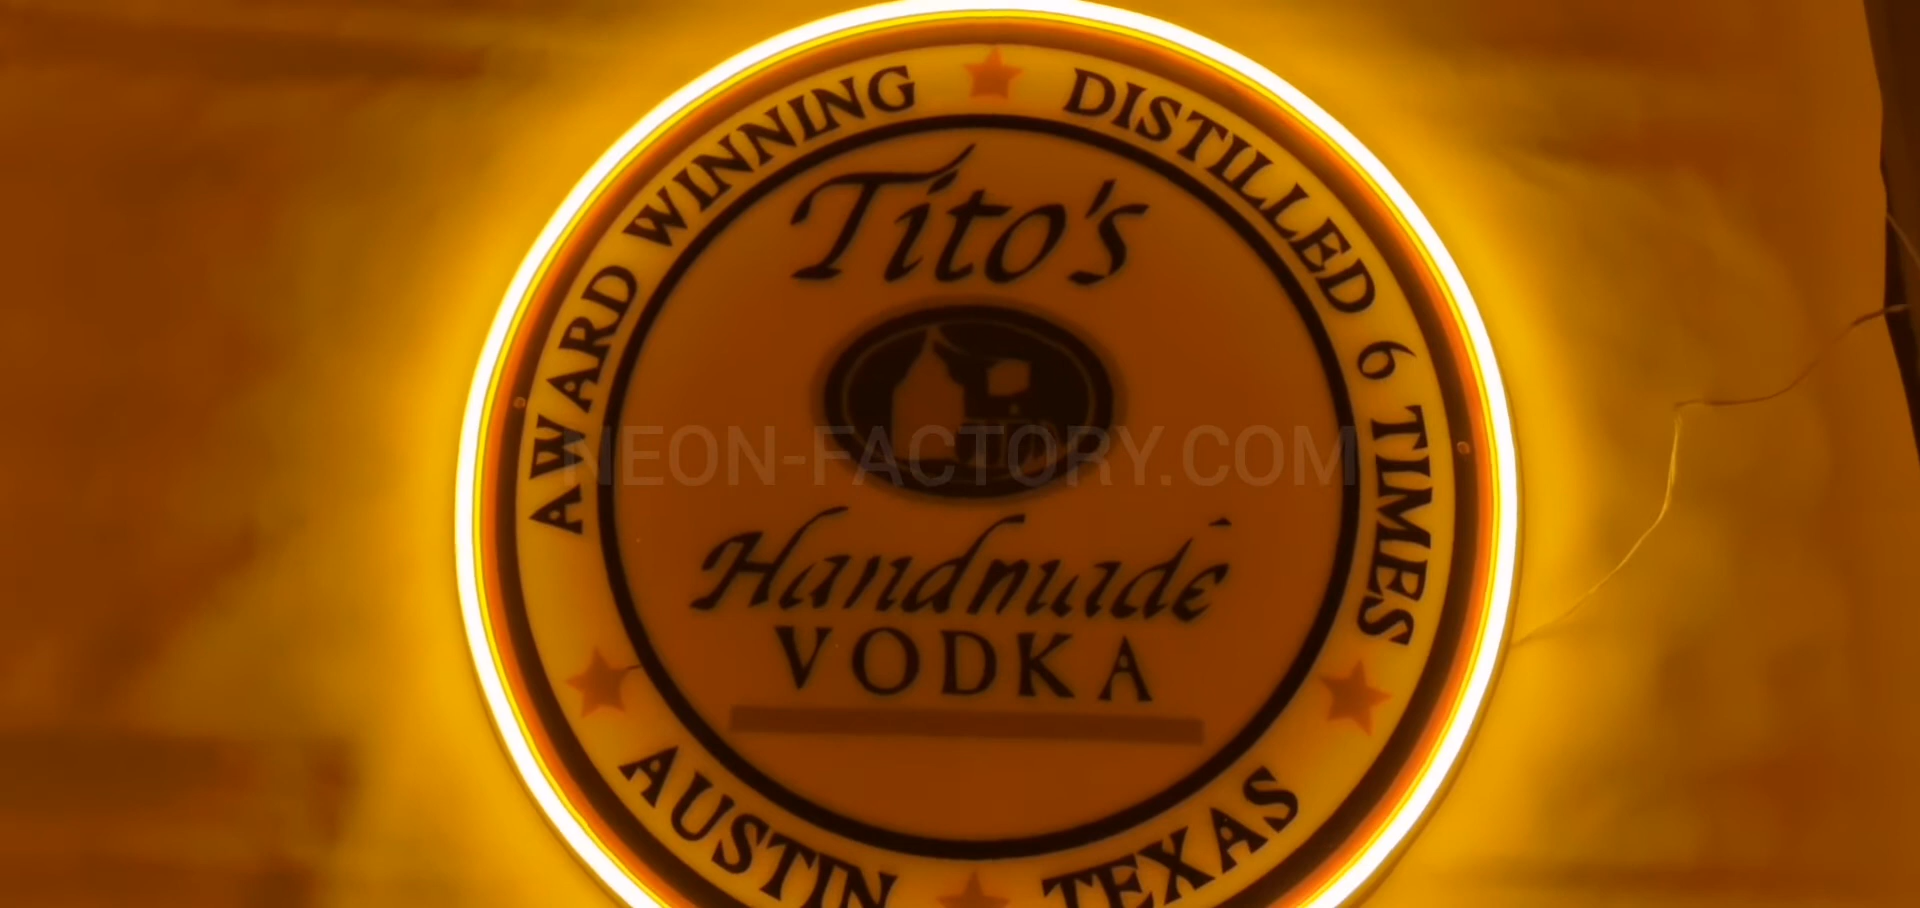 AWARD WINNING ★ DISTILLED 6 TIMES
Tito's
Handmade
VODKA
AUSTIN ★ TEXAS
NEON-FACTORY.COM